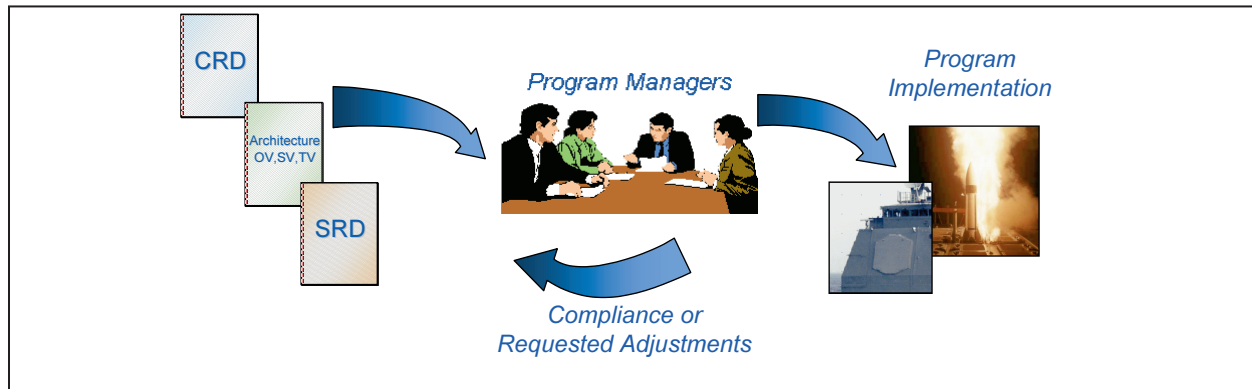 CRD
Architecture
OV,SV,TV
SRD
Program Managers
Program
Implementation
Compliance or
Requested Adjustments